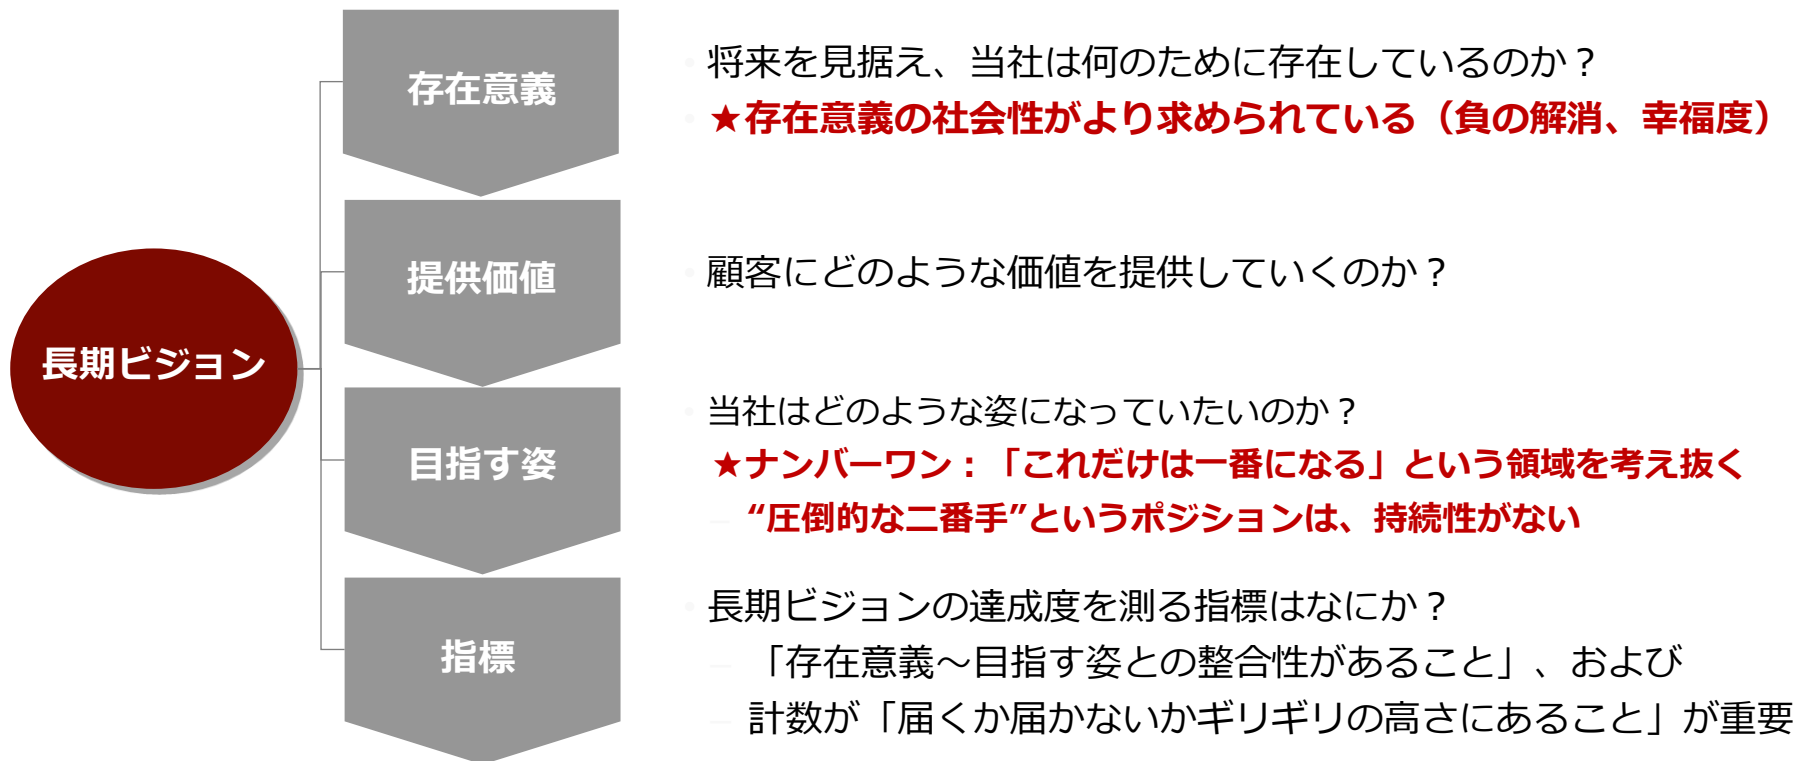 長期ビジョン
存在意義
・将来を見据え、当社は何のために存在しているのか？
・★存在意義の社会性がより求められている（負の解消、幸福度）
提供価値
・顧客にどのような価値を提供していくのか？
目指す姿
・当社はどのような姿になっていたいのか？
★ナンバーワン：「これだけは一番になる」という領域を考え抜く
– “圧倒的な二番手”というポジションは、持続性がない
指標
・長期ビジョンの達成度を測る指標はなにか？
– 「存在意義～目指す姿との整合性があること」、および
– 計数が「届くか届かないかギリギリの高さにあること」が重要